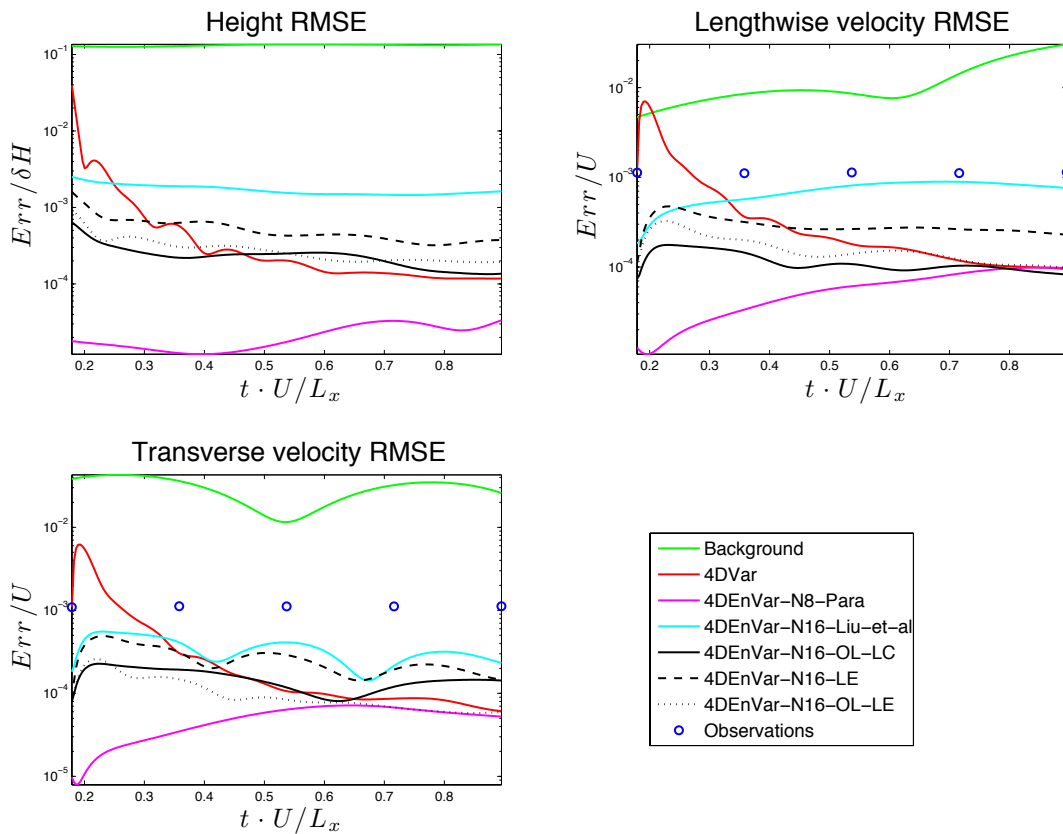 Height RMSE
10^-1
10^-2
10^-3
10^-4
Err/δH
0.2 0.3 0.4 0.5 0.6 0.7 0.8
t · U/L_x
Lengthwise velocity RMSE
10^-2
10^-3
10^-4
Err/U
0.2 0.3 0.4 0.5 0.6 0.7 0.8
t · U/L_x
Transverse velocity RMSE
10^-2
10^-3
10^-4
10^-5
Err/U
0.2 0.3 0.4 0.5 0.6 0.7 0.8
t · U/L_x
Background
4DVar
4DEnVar−N8−Para
4DEnVar−N16−Liu−et−al
4DEnVar−N16−OL−LC
4DEnVar−N16−LE
4DEnVar−N16−OL−LE
Observations